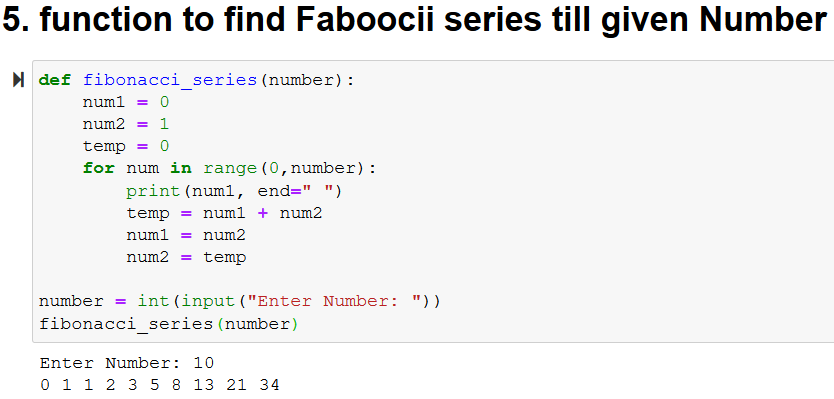 5. function to find Faboocii series till given Number
def fibonacci_series(number):
    num1 = 0
    num2 = 1
    temp = 0
    for num in range(0,number):
        print(num1, end=" ")
        temp = num1 + num2
        num1 = num2
        num2 = temp

number = int(input("Enter Number: "))
fibonacci_series(number)
Enter Number: 10
0 1 1 2 3 5 8 13 21 34